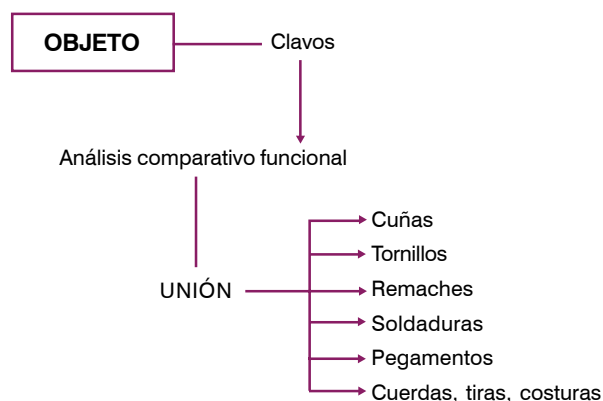 OBJETO
Clavos
Análisis comparativo funcional
UNIÓN
Cuñas
Tornillos
Remaches
Soldaduras
Pegamentos
Cuerdas, tiras, costuras